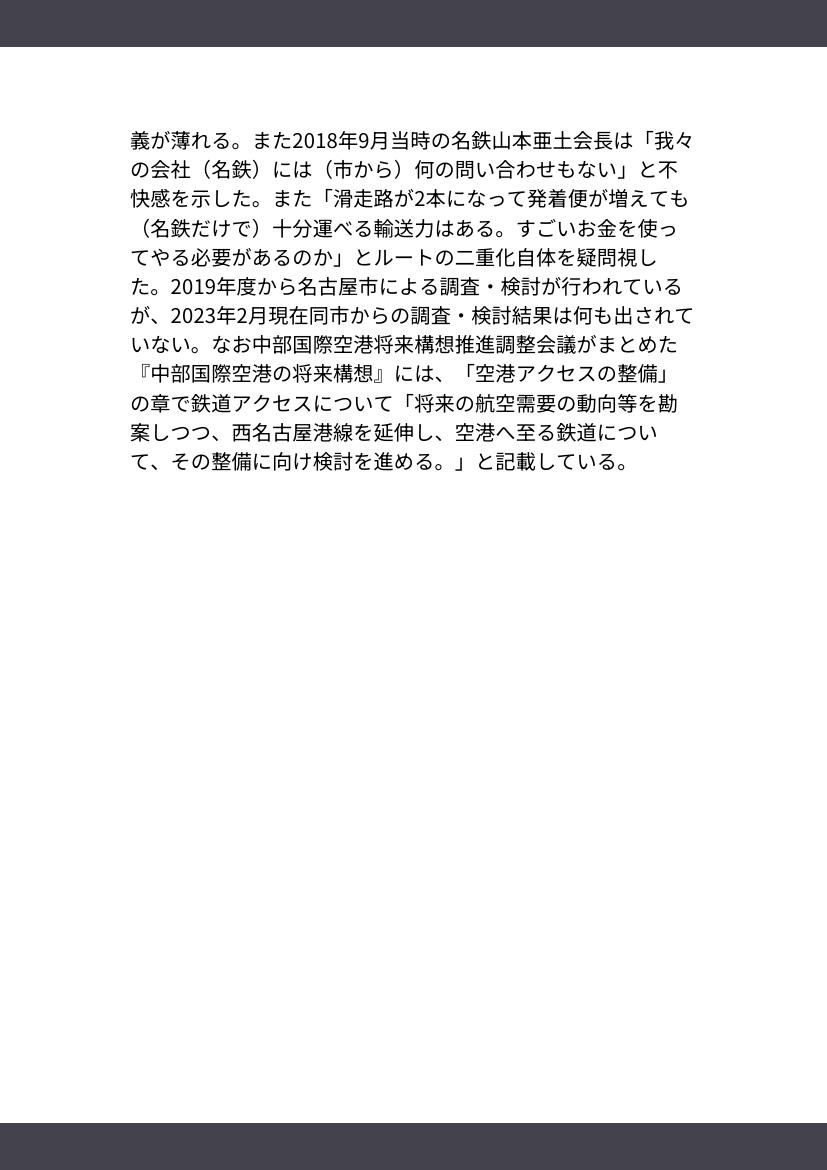 義が薄れる。また2018年9月当時の名鉄山本亜土会長は「我々
の会社（名鉄）には（市から）何の問い合わせもない」と不
快感を示した。また「滑走路が2本になって発着便が増えても
（名鉄だけで）十分運べる輸送力はある。すごいお金を使っ
てやる必要があるのか」とルートの二重化自体を疑問視し
た。2019年度から名古屋市による調査・検討が行われている
が、2023年2月現在同市からの調査・検討結果は何も出されて
いない。なお中部国際空港将来構想推進調整会議がまとめた
『中部国際空港の将来構想』には、「空港アクセスの整備」
の章で鉄道アクセスについて「将来の航空需要の動向等を勘
案しつつ、西名古屋港線を延伸し、空港へ至る鉄道につい
て、その整備に向け検討を進める。」と記載している。